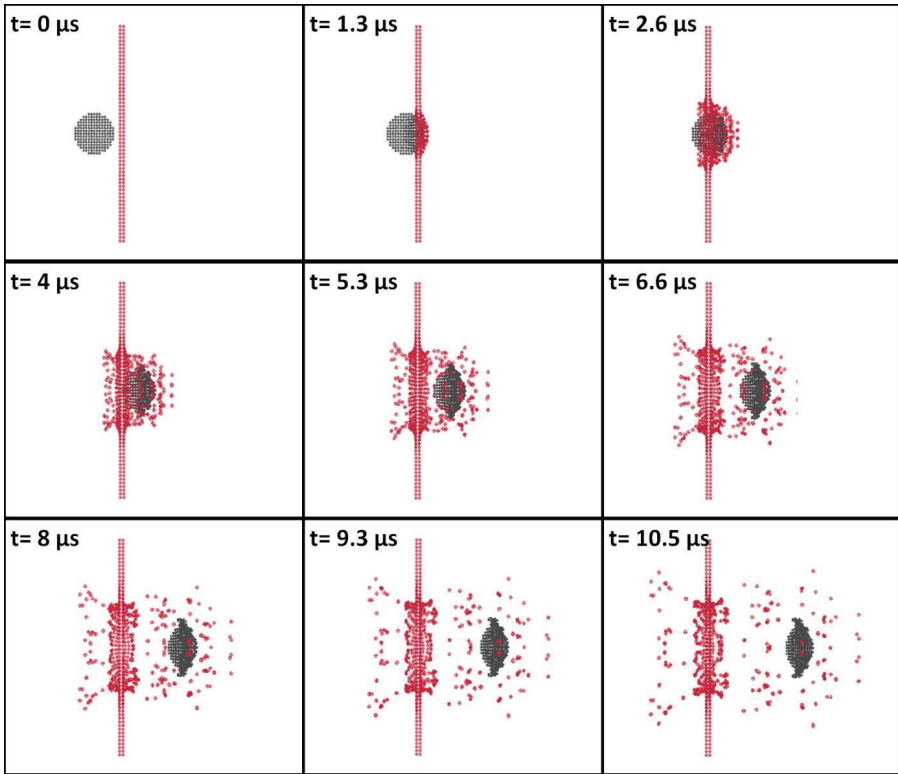 t= 0 μs
t= 1.3 μs
t= 2.6 μs
t= 4 μs
t= 5.3 μs
t= 6.6 μs
t= 8 μs
t= 9.3 μs
t= 10.5 μs